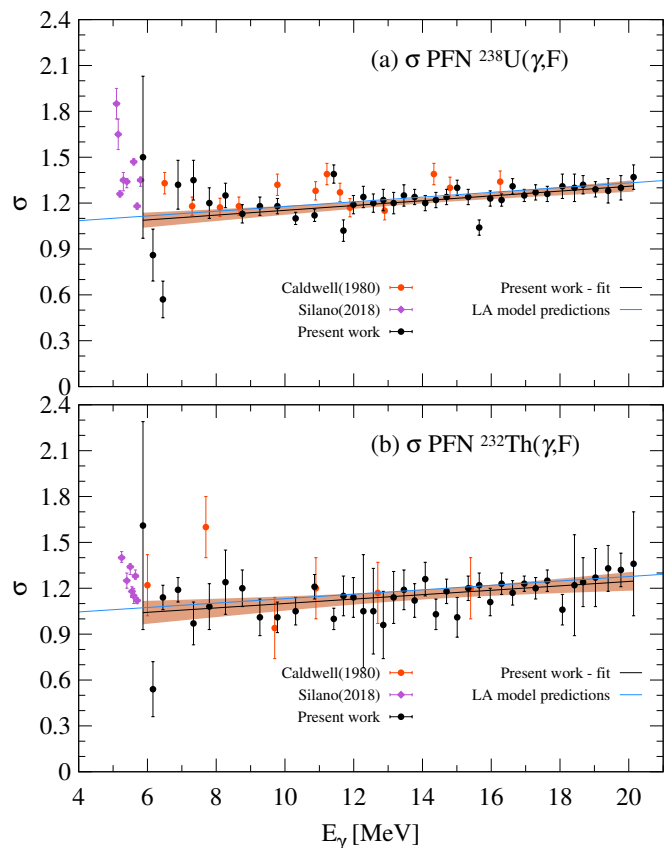 2.4
(a) σ PFN ²³⁸U(γ,F)
2.1
1.8
1.5
1.2
σ
0.9
Caldwell(1980)
Present work - fit
0.6
Silano(2018)
LA model predictions
Present work
0.3
0
2.4
(b) σ PFN ²³²Th(γ,F)
2.1
1.8
1.5
1.2
σ
0.9
Caldwell(1980)
Present work - fit
0.6
Silano(2018)
LA model predictions
Present work
0.3
0
2 4 6 8 10 12 14 16 18 20
E_γ [MeV]